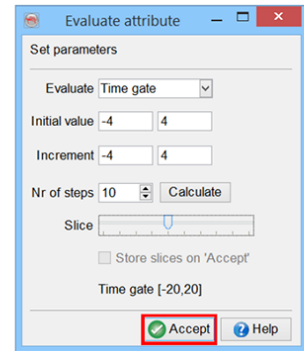 Evaluate attribute
Set parameters
Evaluate Time gate
Initial value -4 4
Increment -4 4
Nr of steps 10 Calculate
Slice
Store slices on 'Accept'
Time gate [-20,20]
Accept Help